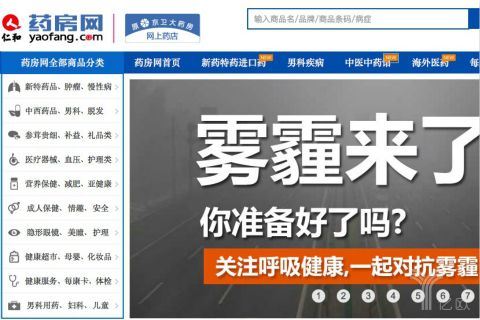 仁和
药房网
yaofang.com
原 京卫大药房
网上药店
输入商品名/品牌/商品条码/病症
药房网全部商品分类
药房网首页 新药特药进口药 NEW 男科疾病 中医中药馆 NEW 海外医药 NEW 每
新特药品、肿瘤、慢性病
中西药品、男科、脱发
参茸贵细、补益、礼品类
医疗器械、血压、护理类
营养保健、减肥、亚健康
成人保健、情趣、安全
隐形眼镜、美瞳、护理
健康超市、母婴、化妆品
健康服务、每康卡、体检
男科用药、妇科、儿童
雾霾来了
你准备好了吗?
关注呼吸健康,一起对抗雾霾
1 2 3 4 5 6 7
亿欧